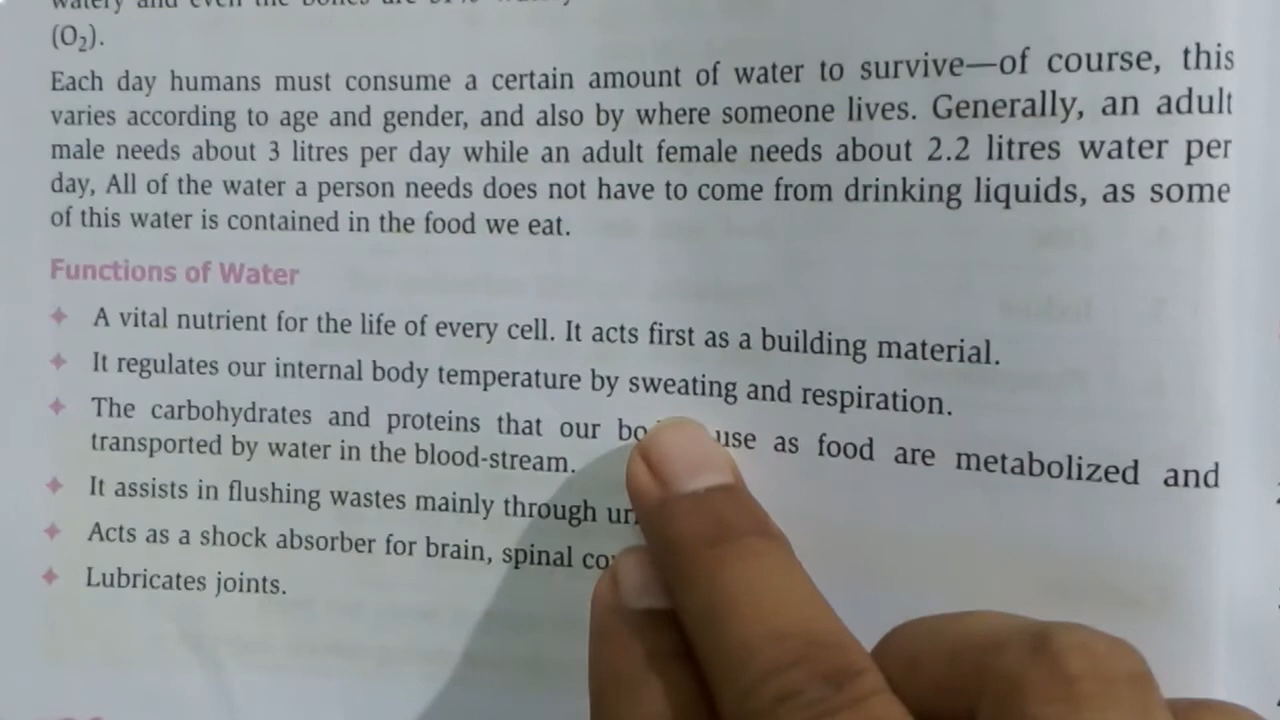 (O₂).
Each day humans must consume a certain amount of water to survive—of course, this
varies according to age and gender, and also by where someone lives. Generally, an adult
male needs about 3 litres per day while an adult female needs about 2.2 litres water per
day, All of the water a person needs does not have to come from drinking liquids, as some
of this water is contained in the food we eat.
Functions of Water
A vital nutrient for the life of every cell. It acts first as a building material.
It regulates our internal body temperature by sweating and respiration.
The carbohydrates and proteins that our use as food are metabolized and
transported by water in the blood-stream.
It assists in flushing wastes mainly through
Acts as a shock absorber for brain, spinal
Lubricates joints.